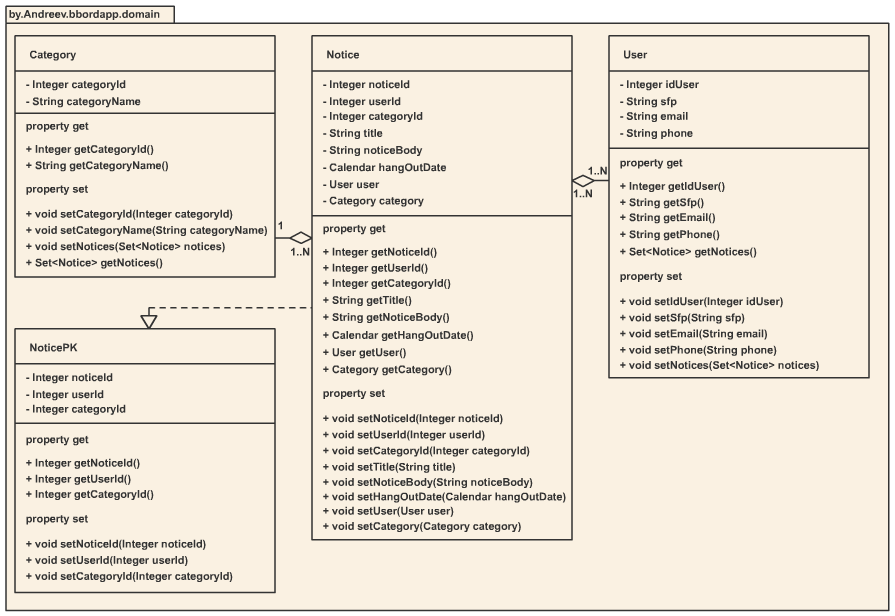 by.Andreev.bbordapp.domain
Category
- Integer categoryId
- String categoryName
property get
+ Integer getCategoryId()
+ String getCategoryName()
property set
+ void setCategoryId(Integer categoryId)
+ void setCategoryName(String categoryName)
+ void setNotices(Set<Notice> notices)
+ Set<Notice> getNotices()
1
1..N
Notice
- Integer noticeId
- Integer userId
- Integer categoryId
- String title
- String noticeBody
- Calendar hangOutDate
- User user
- Category category
property get
+ Integer getNoticeId()
+ Integer getUserId()
+ Integer getCategoryId()
+ String getTitle()
+ String getNoticeBody()
+ Calendar getHangOutDate()
+ User getUser()
+ Category getCategory()
property set
+ void setNoticeId(Integer noticeId)
+ void setUserId(Integer userId)
+ void setCategoryId(Integer categoryId)
+ void setTitle(String title)
+ void setNoticeBody(String noticeBody)
+ void setHangOutDate(Calendar hangOutDate)
+ void setUser(User user)
+ void setCategory(Category category)
1..N
1..N
User
- Integer idUser
- String sfp
- String email
- String phone
property get
+ Integer getIdUser()
+ String getSfp()
+ String getEmail()
+ String getPhone()
+ Set<Notice> getNotices()
property set
+ void setIdUser(Integer idUser)
+ void setSfp(String sfp)
+ void setEmail(String email)
+ void setPhone(String phone)
+ void setNotices(Set<Notice> notices)
NoticePK
- Integer noticeId
- Integer userId
- Integer categoryId
property get
+ Integer getNoticeId()
+ Integer getUserId()
+ Integer getCategoryId()
property set
+ void setNoticeId(Integer noticeId)
+ void setUserId(Integer userId)
+ void setCategoryId(Integer categoryId)